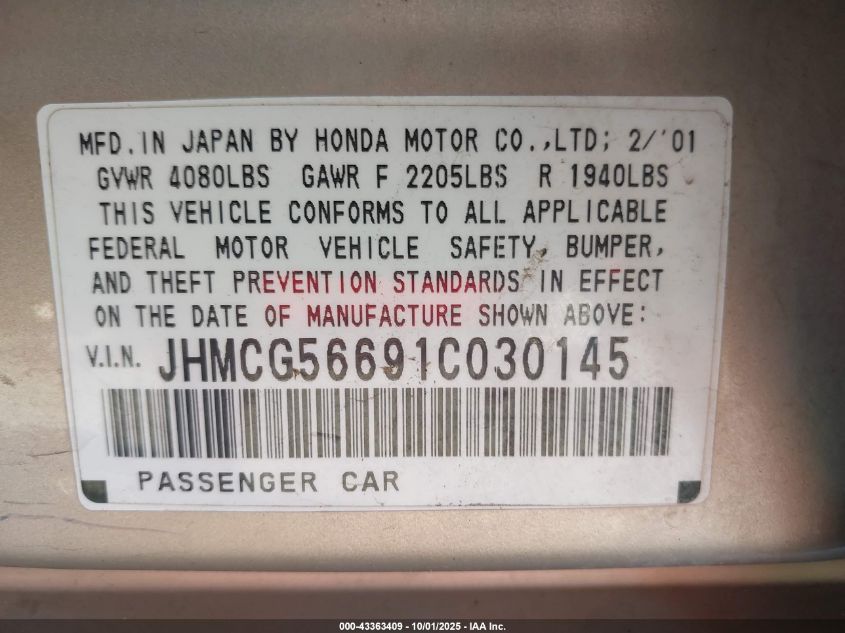 MFD. IN JAPAN BY HONDA MOTOR CO.,LTD; 2/'01
GVWR 4080LBS GAWR F 2205LBS R 1940LBS
THIS VEHICLE CONFORMS TO ALL APPLICABLE
FEDERAL MOTOR VEHICLE SAFETY, BUMPER,
AND THEFT PREVENTION STANDARDS IN EFFECT
ON THE DATE OF MANUFACTURE SHOWN ABOVE:
V.I.N. JHMCG56691C030145
PASSENGER CAR
000-43363409 - 10/01/2025 - IAA Inc.